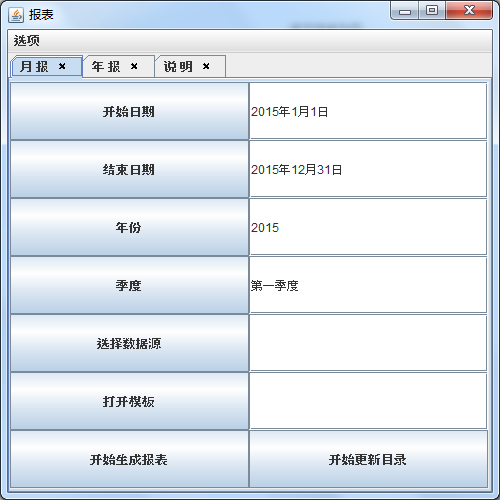 报表
选项
月报 × 年报 × 说明 ×
开始日期 2015年1月1日
结束日期 2015年12月31日
年份 2015
季度 第一季度
选择数据源
打开模板
开始生成报表 开始更新目录